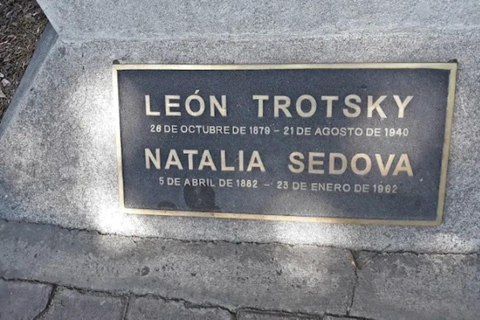 LEÓN TROTSKY
26 DE OCTUBRE DE 1879 - 21 DE AGOSTO DE 1940
NATALIA SEDOVA
5 DE ABRIL DE 1882 - 23 DE ENERO DE 1962